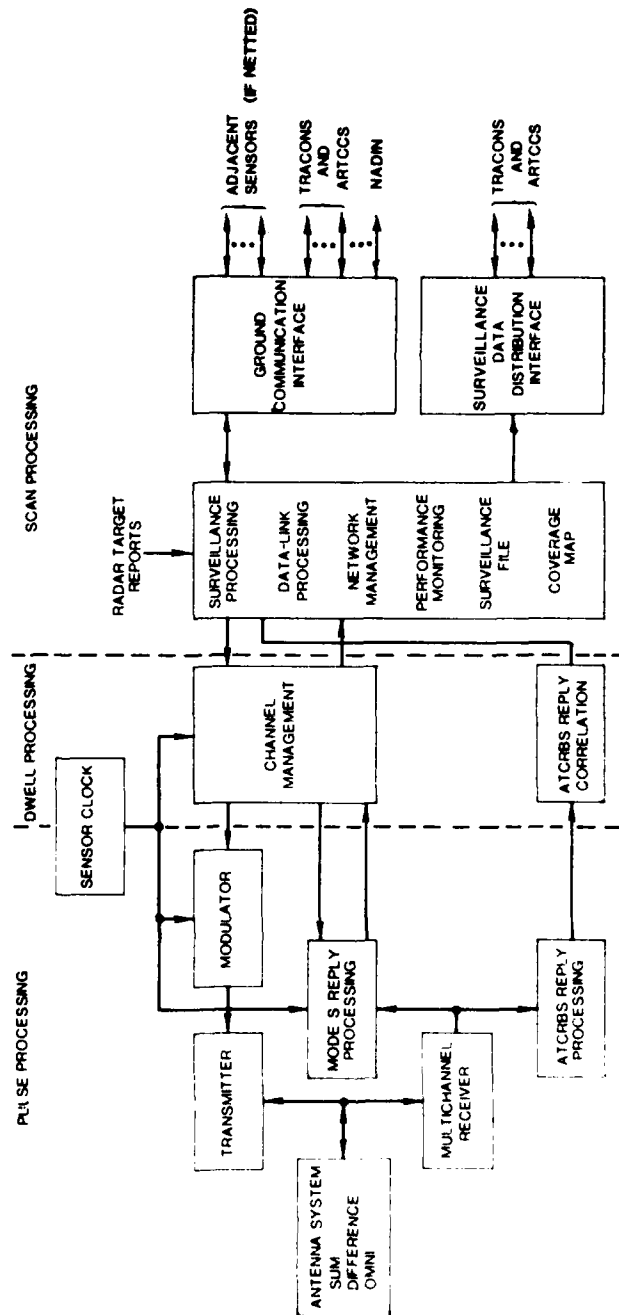 PULSE PROCESSING
DWELL PROCESSING
SCAN PROCESSING
SENSOR CLOCK
RADAR TARGET
REPORTS
ADJACENT
SENSORS (IF NETTED)
TRANSMITTER
MODULATOR
CHANNEL
MANAGEMENT
SURVEILLANCE
PROCESSING
DATA-LINK
PROCESSING
NETWORK
MANAGEMENT
PERFORMANCE
MONITORING
SURVEILLANCE
FILE
COVERAGE
MAP
GROUND
COMMUNICATION
INTERFACE
TRACONS
AND
ARTCCS
NADIN
ANTENNA SYSTEM
SUM
DIFFERENCE
OMNI
MODE S REPLY
PROCESSING
MULTICHANNEL
RECEIVER
ATCRBS REPLY
PROCESSING
ATCRBS REPLY
CORRELATION
SURVEILLANCE
DATA
DISTRIBUTION
INTERFACE
TRACONS
AND
ARTCCS